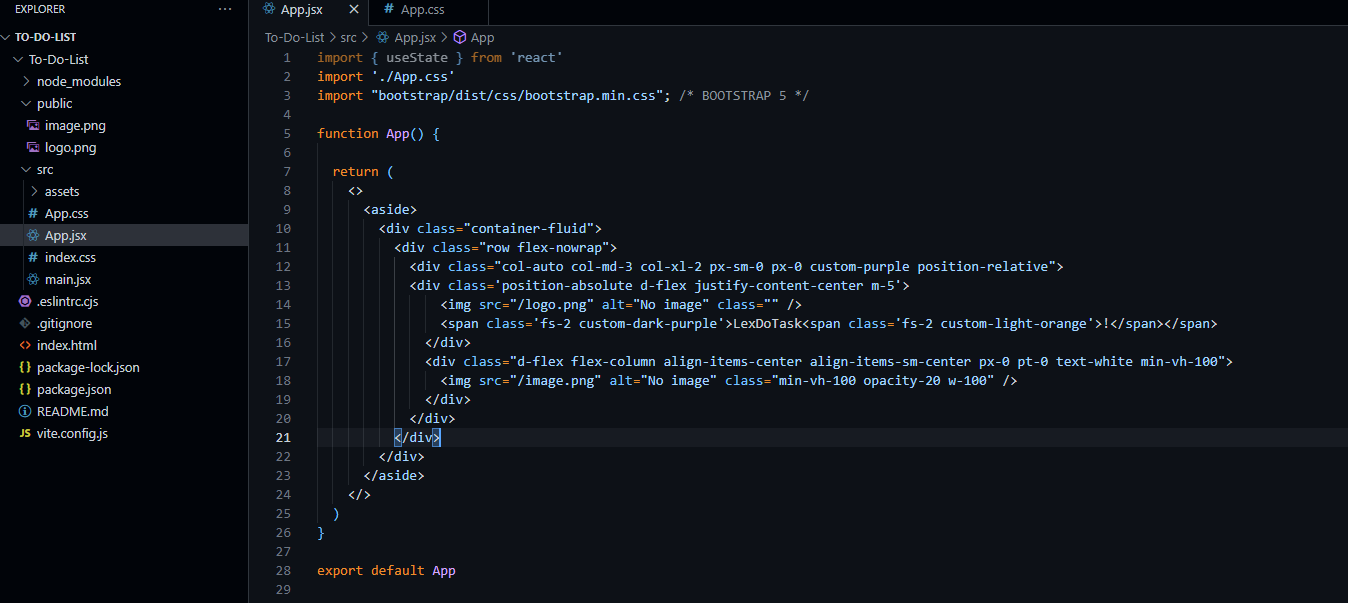 EXPLORER ...
TO-DO-LIST
To-Do-List
node_modules
public
image.png
logo.png
src
assets
# App.css
App.jsx
# index.css
main.jsx
.eslintrc.cjs
.gitignore
<> index.html
{} package-lock.json
{} package.json
README.md
JS vite.config.js
App.jsx × # App.css
To-Do-List > src > App.jsx > App
1 import { useState } from 'react'
2 import './App.css'
3 import "bootstrap/dist/css/bootstrap.min.css"; /* BOOTSTRAP 5 */
4
5 function App() {
6
7 return (
8 <>
9 <aside>
10 <div class="container-fluid">
11 <div class="row flex-nowrap">
12 <div class="col-auto col-md-3 col-xl-2 px-sm-0 px-0 custom-purple position-relative">
13 <div class='position-absolute d-flex justify-content-center m-5'>
14 <img src="/logo.png" alt="No image" class="" />
15 <span class='fs-2 custom-dark-purple'>LexDoTask<span class='fs-2 custom-light-orange'>!</span></span>
16 </div>
17 <div class="d-flex flex-column align-items-center align-items-sm-center px-0 pt-0 text-white min-vh-100">
18 <img src="/image.png" alt="No image" class="min-vh-100 opacity-20 w-100" />
19 </div>
20 </div>
21 </div>
22 </div>
23 </aside>
24 </>
25 )
26 }
27
28 export default App
29